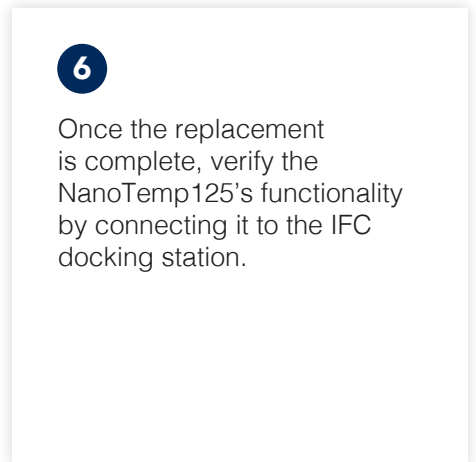 6
Once the replacement
is complete, verify the
NanoTemp125's functionality
by connecting it to the IFC
docking station.